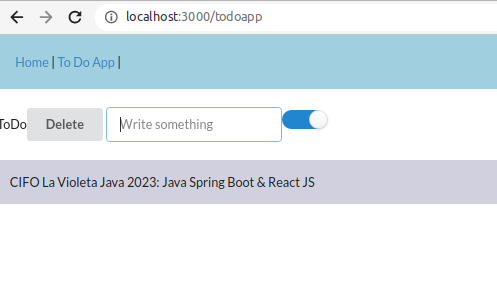 localhost:3000/todoapp
Home | To Do App |
ToDo Delete Write something
CIFO La Violeta Java 2023: Java Spring Boot & React JS